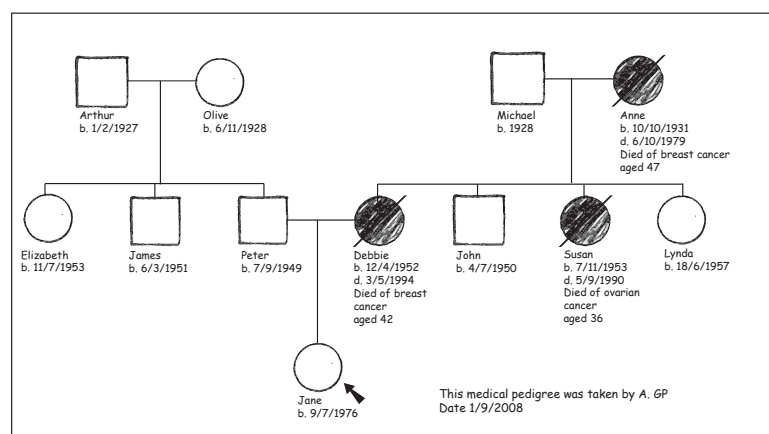 Arthur
b. 1/2/1927
Olive
b. 6/11/1928
Michael
b. 1928
Anne
b. 10/10/1931
d. 6/10/1979
Died of breast cancer
aged 47
Elizabeth
b. 11/7/1953
James
b. 6/3/1951
Peter
b. 7/9/1949
Debbie
b. 12/4/1952
d. 3/5/1994
Died of breast
cancer
aged 42
John
b. 4/7/1950
Susan
b. 7/11/1953
d. 5/9/1990
Died of ovarian
cancer
aged 36
Lynda
b. 18/6/1957
Jane
b. 9/7/1976
This medical pedigree was taken by A. GP
Date 1/9/2008